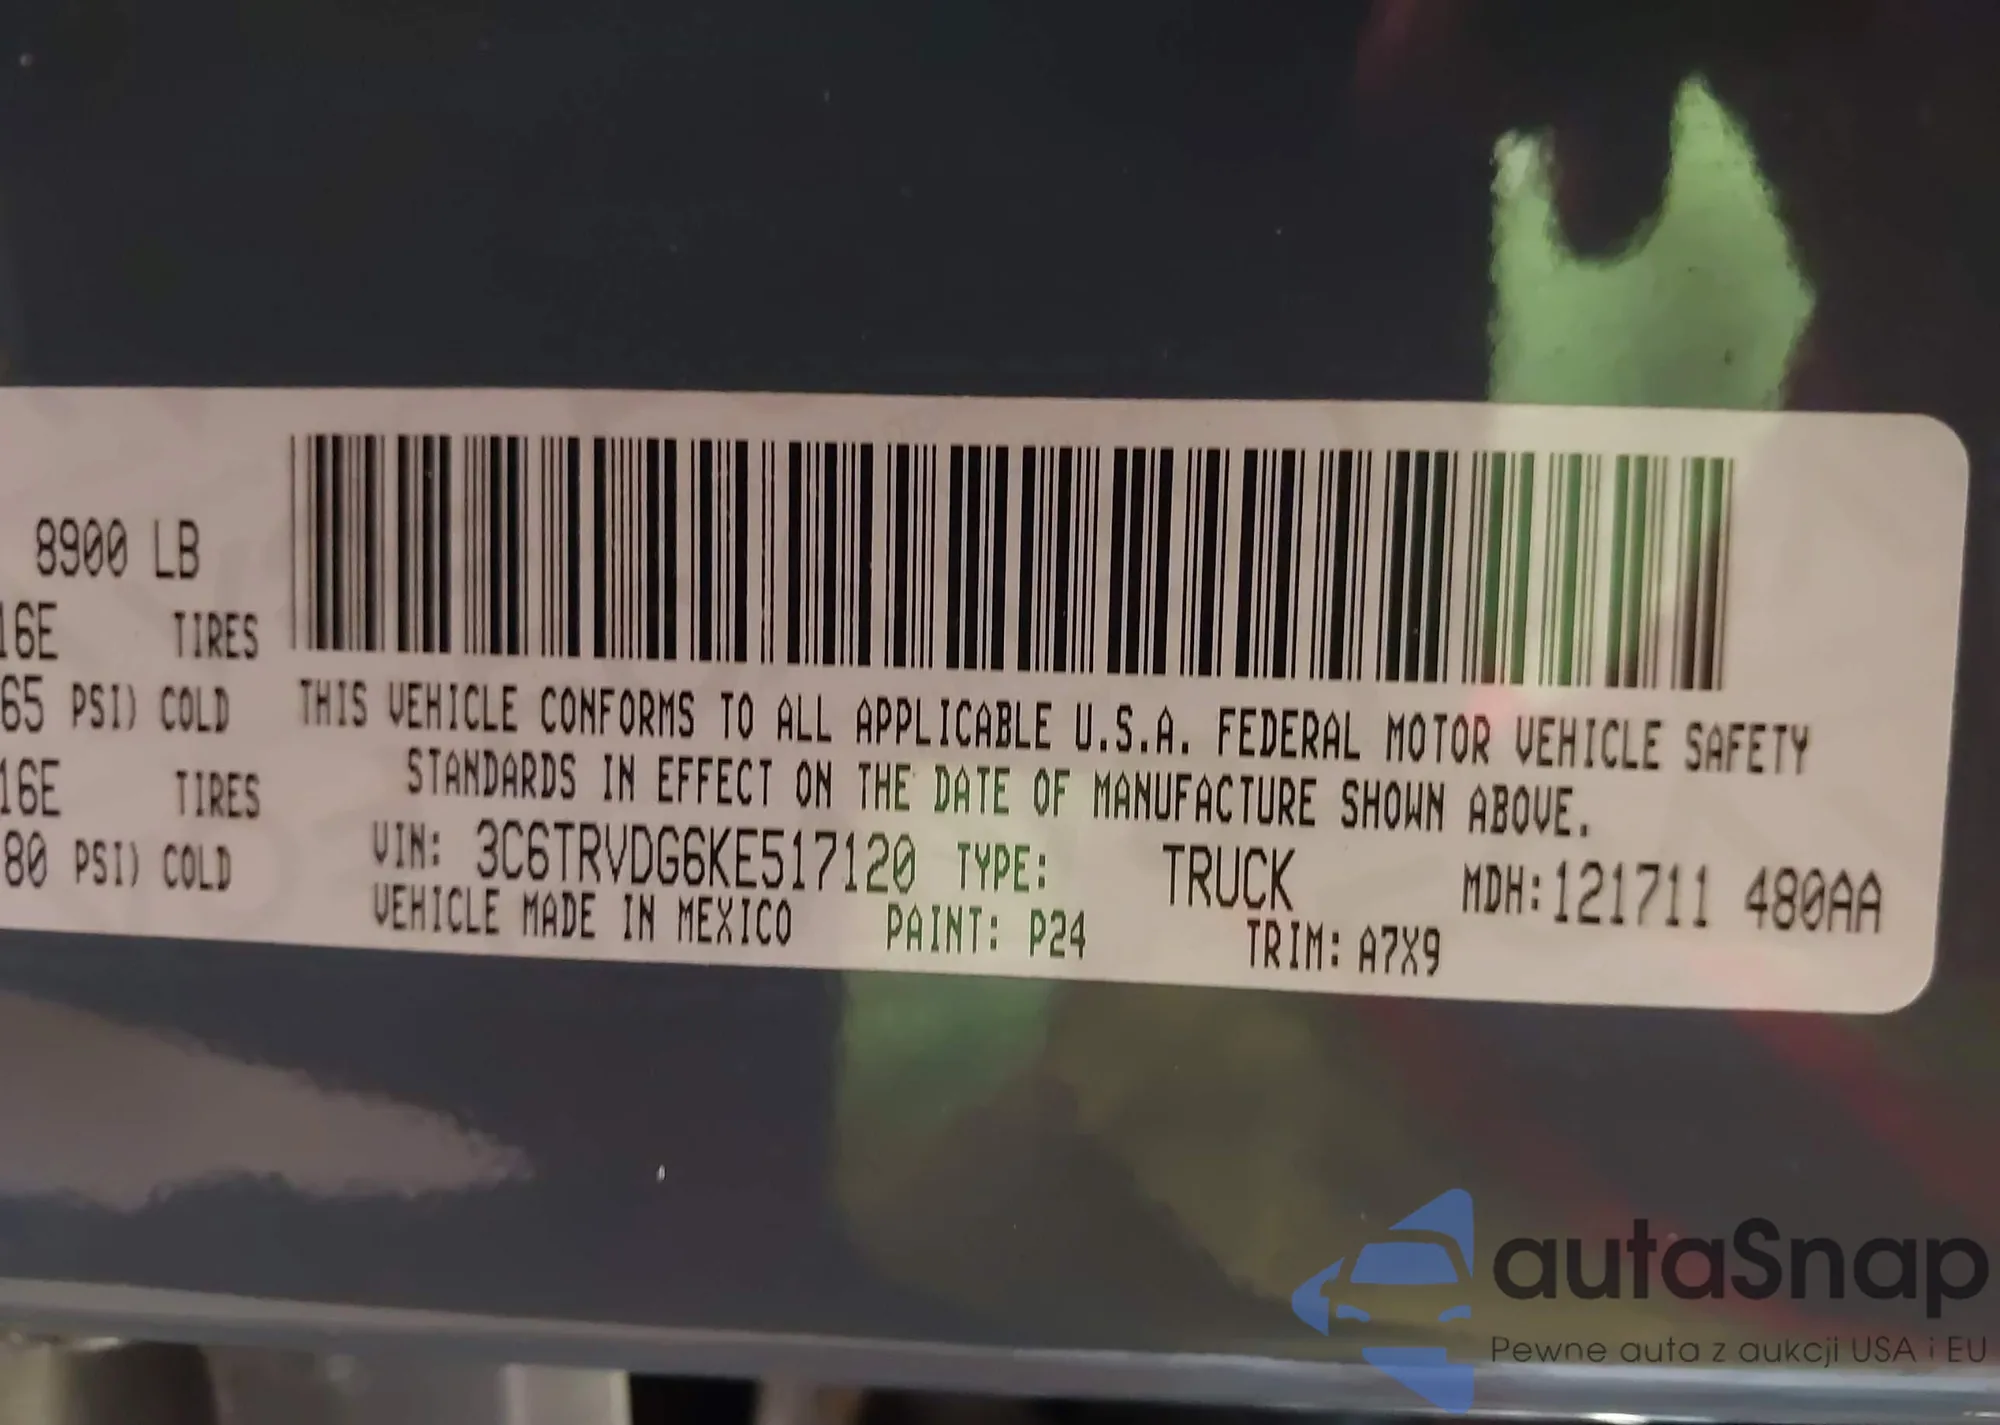 8900 LB
16E TIRES
65 PSI) COLD
16E TIRES
80 PSI) COLD
THIS VEHICLE CONFORMS TO ALL APPLICABLE U.S.A. FEDERAL MOTOR VEHICLE SAFETY
STANDARDS IN EFFECT ON THE DATE OF MANUFACTURE SHOWN ABOVE.
VIN: 3C6TRVDG6KE517120 TYPE: TRUCK MDH:121711 480AA
VEHICLE MADE IN MEXICO PAINT: P24 TRIM: A7X9
autaSnap
Pewne auta z aukcji USA i EU